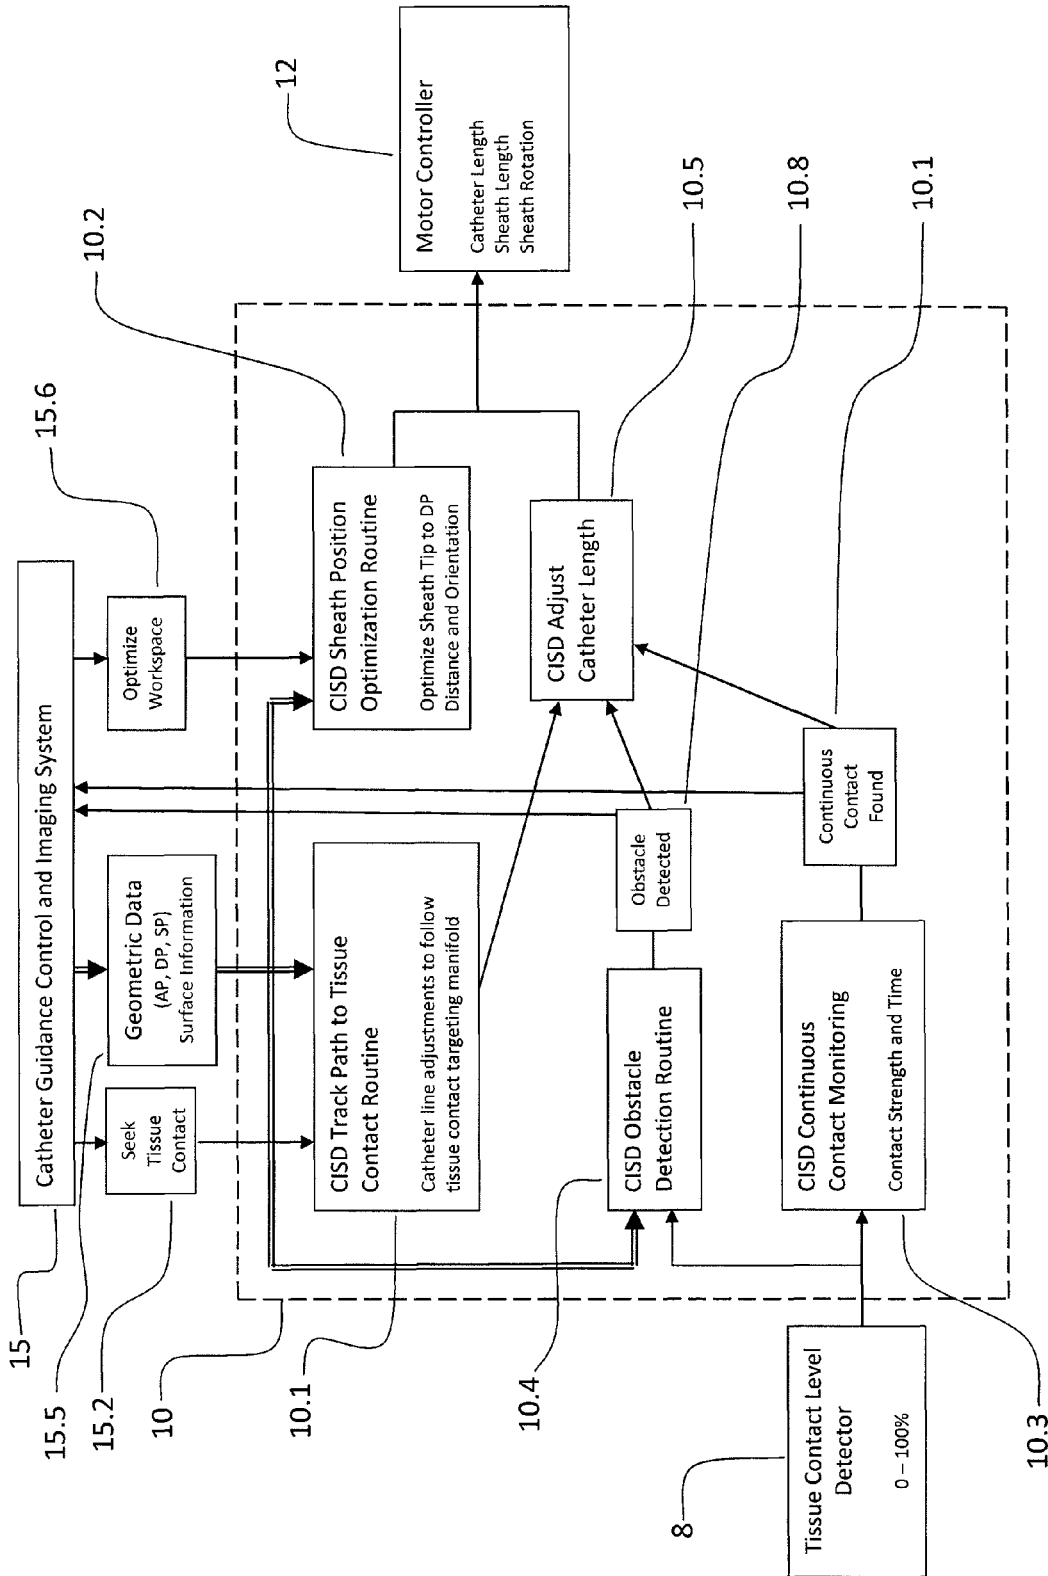 15
Catheter Guidance Control and Imaging System
15.5
15.2
Seek
Tissue
Contact
Geometric Data
(AP, DP, SP)
Surface Information
Optimize
Workspace
15.6
10
10.1
CISD Track Path to Tissue
Contact Routine
Catheter line adjustments to follow
tissue contact targeting manifold
CISD Sheath Position
Optimization Routine
Optimize Sheath Tip to DP
Distance and Orientation
10.2
12
Motor Controller
Catheter Length
Sheath Length
Sheath Rotation
10.4
CISD Obstacle
Detection Routine
Obstacle
Detected
CISD Adjust
Catheter Length
10.5
10.8
8
Tissue Contact Level
Detector
0 – 100%
CISD Continuous
Contact Monitoring
Contact Strength and Time
Continuous
Contact
Found
10.1
10.3